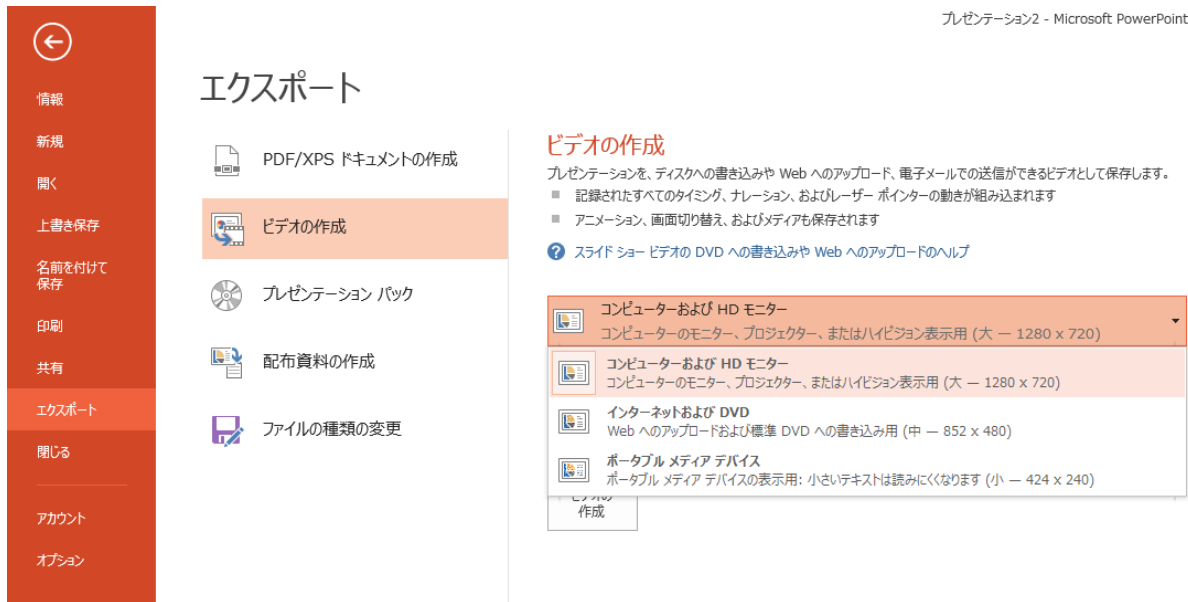 プレゼンテーション2 - Microsoft PowerPoint
情報
新規
開く
上書き保存
名前を付けて
保存
印刷
共有
エクスポート
閉じる
アカウント
オプション
エクスポート
PDF/XPS ドキュメントの作成
ビデオの作成
プレゼンテーション パック
配布資料の作成
ファイルの種類の変更
ビデオの作成
プレゼンテーションを、ディスクへの書き込みや Web へのアップロード、電子メールでの送信ができるビデオとして保存します。
記録されたすべてのタイミング、ナレーション、およびレーザー ポインターの動きが組み込まれます
アニメーション、画面切り替え、およびメディアも保存されます
スライド ショー ビデオの DVD への書き込みや Web へのアップロードのヘルプ
コンピューターおよび HD モニター
コンピューターのモニター、プロジェクター、またはハイビジョン表示用 (大 — 1280 x 720)
コンピューターおよび HD モニター
コンピューターのモニター、プロジェクター、またはハイビジョン表示用 (大 — 1280 x 720)
インターネットおよび DVD
Web へのアップロードおよび標準 DVD への書き込み用 (中 — 852 x 480)
ポータブル メディア デバイス
ポータブル メディア デバイスの表示用: 小さいテキストは読みにくくなります (小 — 424 x 240)
ビデオの
作成